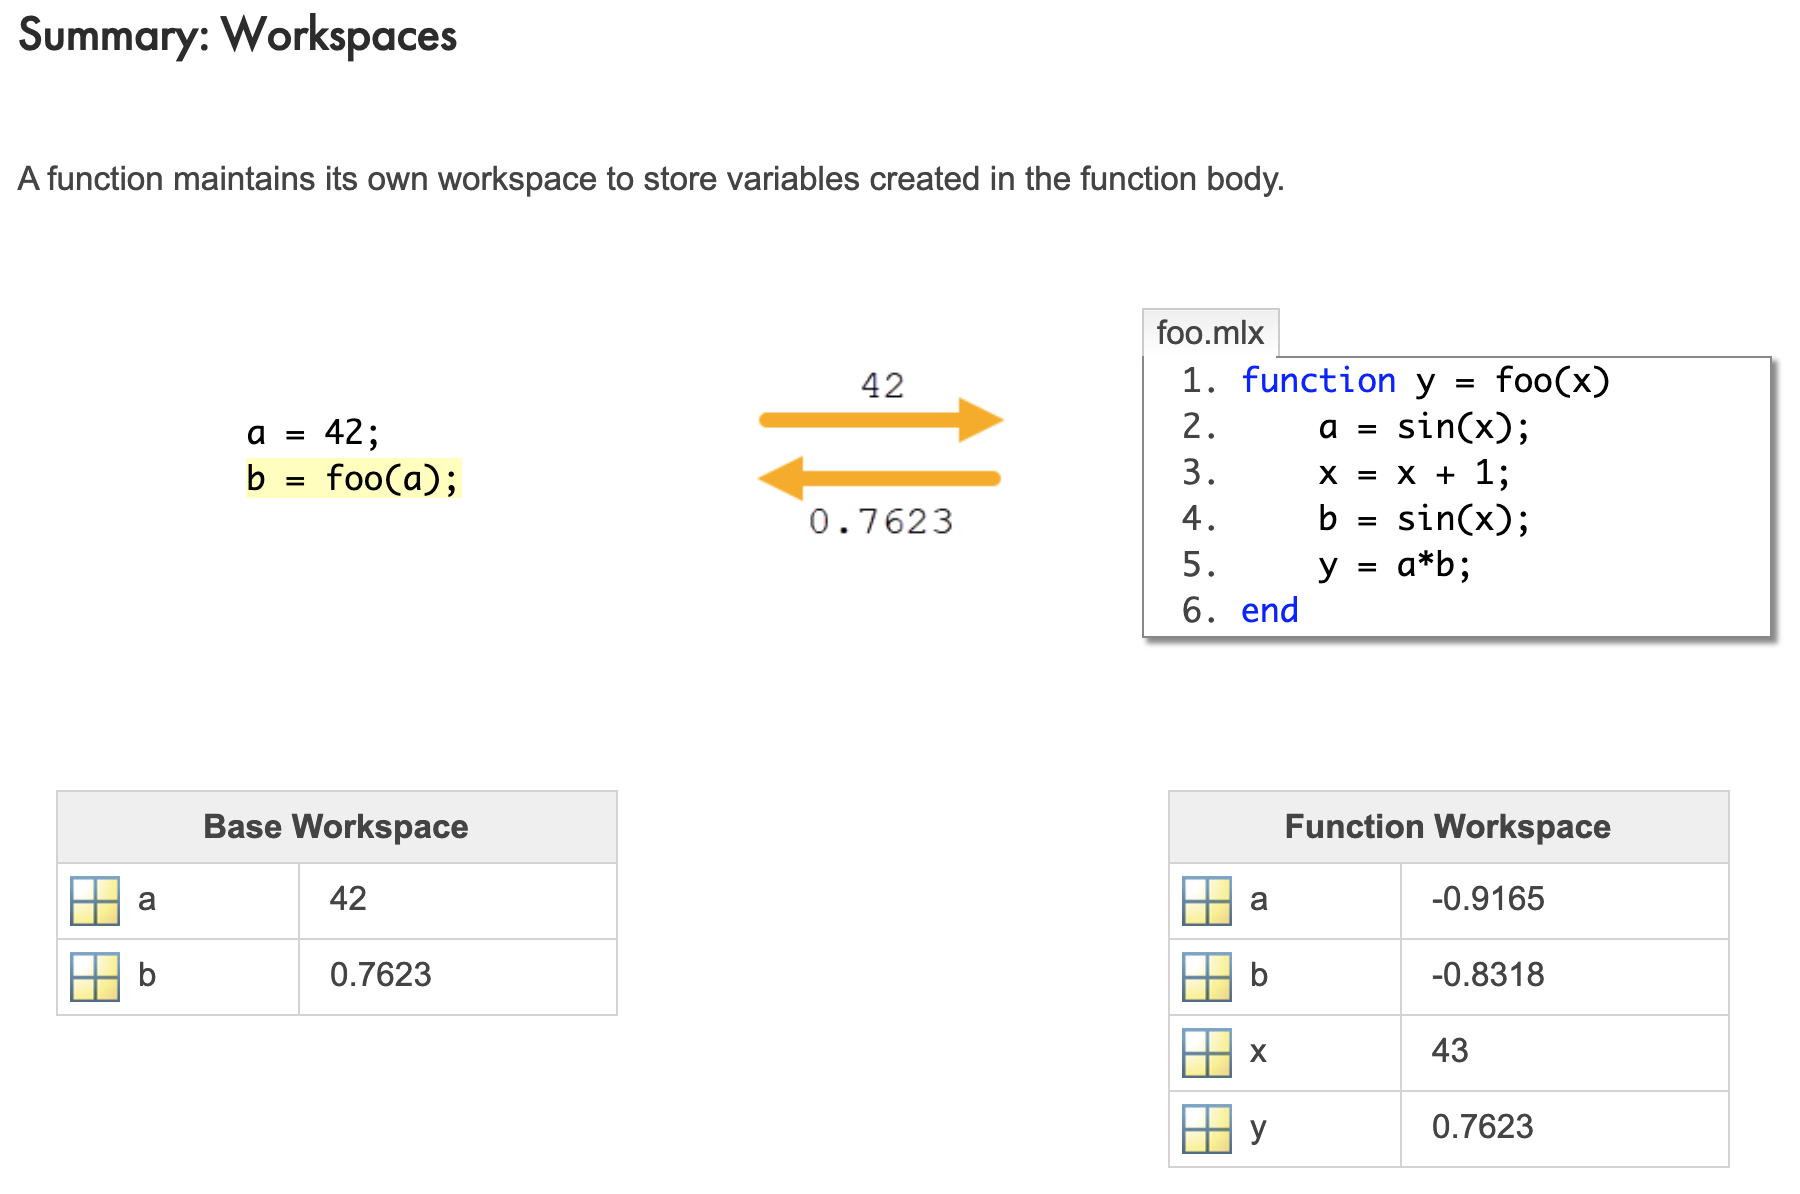 Summary: Workspaces
A function maintains its own workspace to store variables created in the function body.
a = 42;
b = foo(a);
42
0.7623
foo.mlx
1. function y = foo(x)
2. a = sin(x);
3. x = x + 1;
4. b = sin(x);
5. y = a*b;
6. end
Base Workspace
a 42
b 0.7623
Function Workspace
a -0.9165
b -0.8318
x 43
y 0.7623